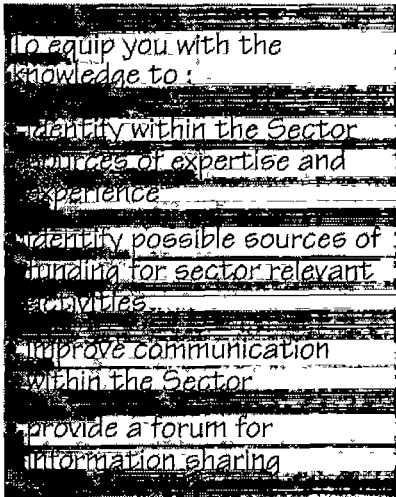 To equip you with the
knowledge to :
identify within the Sector
sources of expertise and
experience
identify possible sources of
funding for sector relevant
activities
improve communication
within the Sector
provide a forum for
information sharing